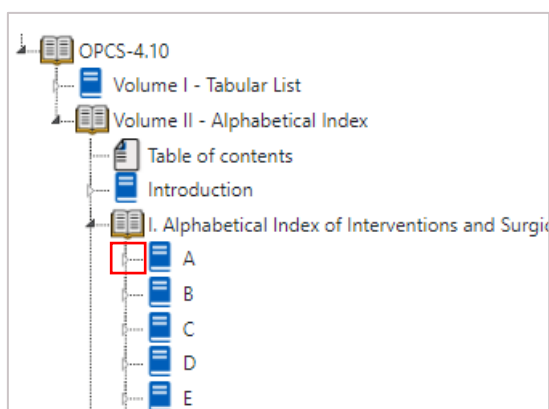 OPCS-4.10
Volume I - Tabular List
Volume II - Alphabetical Index
Table of contents
Introduction
I. Alphabetical Index of Interventions and Surgic
A
B
C
D
E